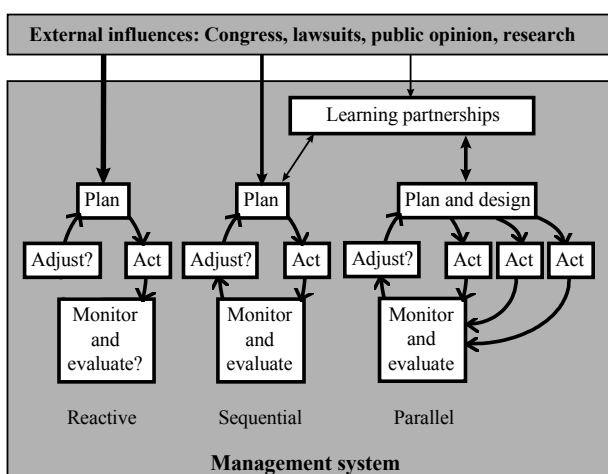 External influences: Congress, lawsuits, public opinion, research
Learning partnerships
Plan
Adjust?
Act
Monitor
and
evaluate?
Reactive
Plan
Adjust?
Act
Monitor
and
evaluate
Sequential
Plan and design
Adjust?
Act
Act
Act
Monitor
and
evaluate
Parallel
Management system